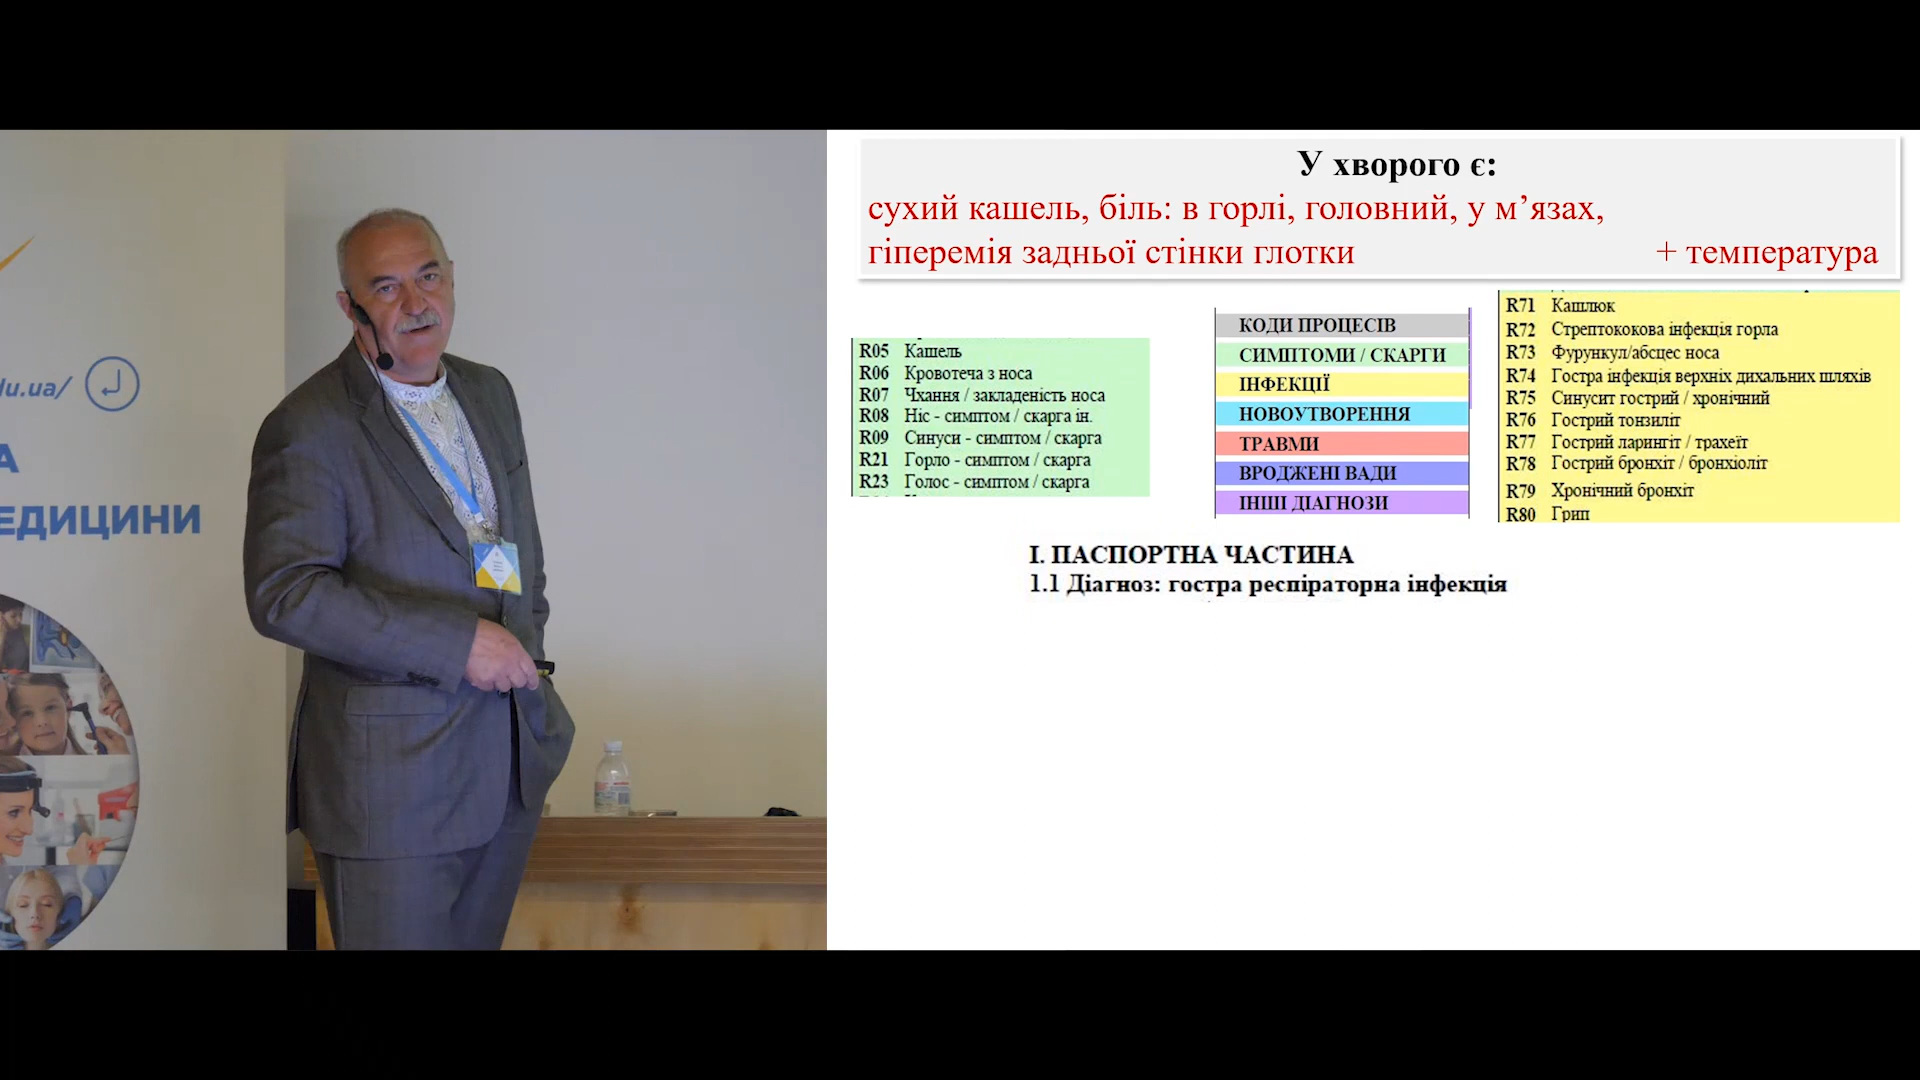 du.ua/
А
ЕДИЦИНИ
У хворого є:
сухий кашель, біль: в горлі, головний, у м’язах,
гіперемія задньої стінки глотки + температура
R05 Кашель
R06 Кровотеча з носа
R07 Чхання / закладеність носа
R08 Ніс - симптом / скарга ін.
R09 Синуси - симптом / скарга
R21 Горло - симптом / скарга
R23 Голос - симптом / скарга
КОДИ ПРОЦЕСІВ
СИМПТОМИ / СКАРГИ
ІНФЕКЦІЇ
НОВОУТВОРЕННЯ
ТРАВМИ
ВРОДЖЕНІ ВАДИ
ІНШІ ДІАГНОЗИ
R71 Кашлюк
R72 Стрептококова інфекція горла
R73 Фурункул/абсцес носа
R74 Гостра інфекція верхніх дихальних шляхів
R75 Синусит гострий / хронічний
R76 Гострий тонзиліт
R77 Гострий ларингіт / трахеїт
R78 Гострий бронхіт / бронхіоліт
R79 Хронічний бронхіт
R80 Грип
І. ПАСПОРТНА ЧАСТИНА
1.1 Діагноз: гостра респіраторна інфекція